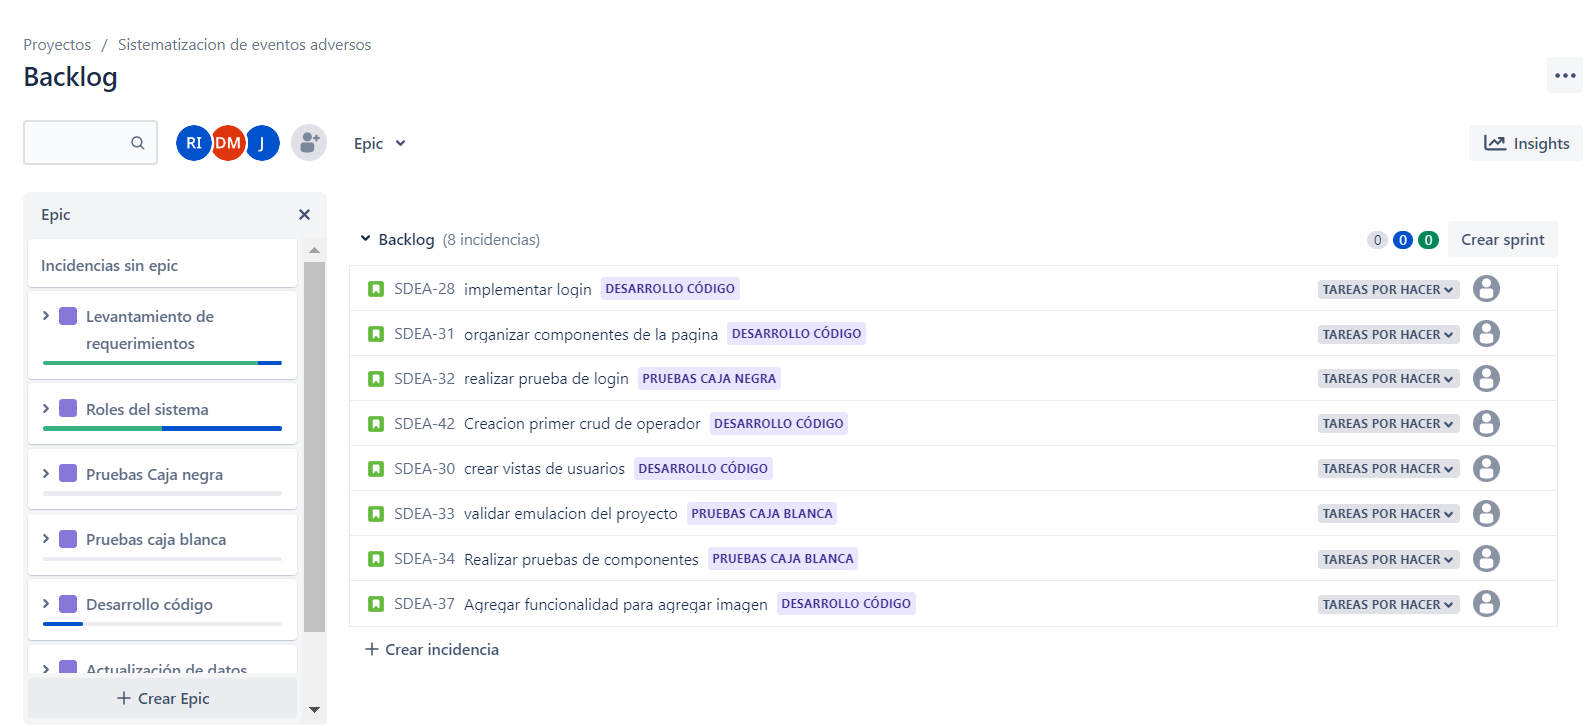 Proyectos / Sistematizacion de eventos adversos
Backlog
RI DM J
Epic
Insights
Epic
Incidencias sin epic
Levantamiento de
requerimientos
Roles del sistema
Pruebas Caja negra
Pruebas caja blanca
Desarrollo código
Actualización de datos
+ Crear Epic
Backlog (8 incidencias) 0 0 0 Crear sprint
SDEA-28 implementar login DESARROLLO CÓDIGO TAREAS POR HACER
SDEA-31 organizar componentes de la pagina DESARROLLO CÓDIGO TAREAS POR HACER
SDEA-32 realizar prueba de login PRUEBAS CAJA NEGRA TAREAS POR HACER
SDEA-42 Creacion primer crud de operador DESARROLLO CÓDIGO TAREAS POR HACER
SDEA-30 crear vistas de usuarios DESARROLLO CÓDIGO TAREAS POR HACER
SDEA-33 validar emulacion del proyecto PRUEBAS CAJA BLANCA TAREAS POR HACER
SDEA-34 Realizar pruebas de componentes PRUEBAS CAJA BLANCA TAREAS POR HACER
SDEA-37 Agregar funcionalidad para agregar imagen DESARROLLO CÓDIGO TAREAS POR HACER
+ Crear incidencia